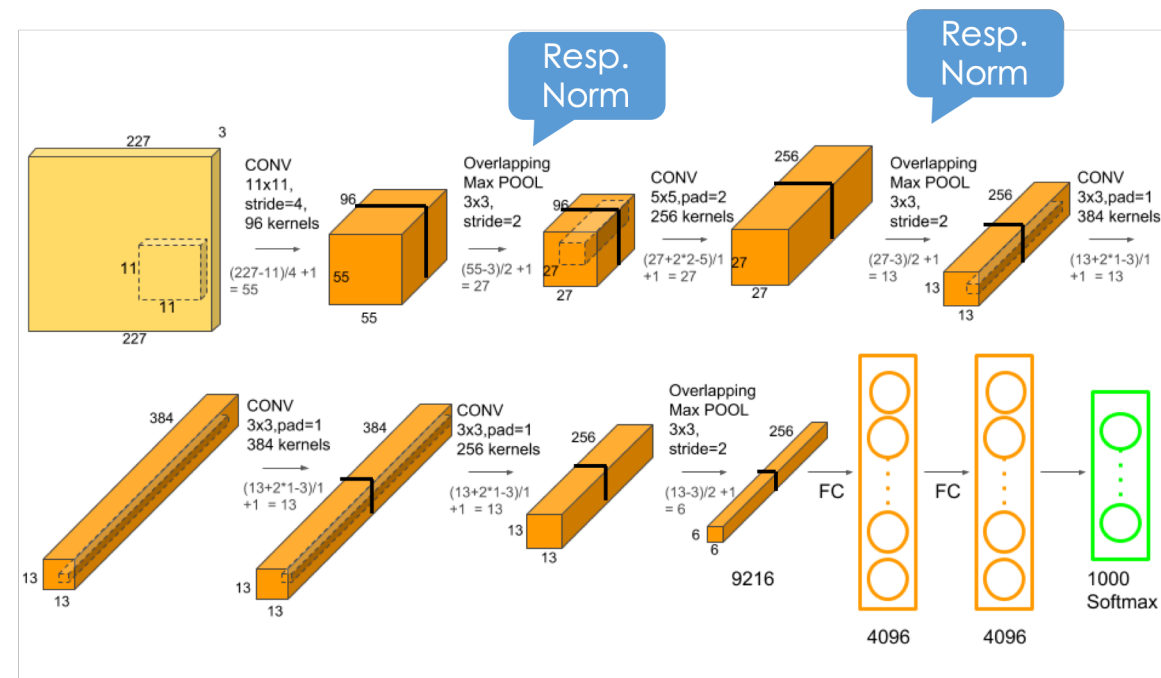 Resp.
Norm
Resp.
Norm
227
3
11
11
227
CONV
11x11,
stride=4,
96 kernels
(227-11)/4 +1
= 55
96
55
55
Overlapping
Max POOL
3x3,
stride=2
(55-3)/2 +1
= 27
96
27
27
CONV
5x5,pad=2
256 kernels
(27+2*2-5)/1
+1 = 27
256
27
27
Overlapping
Max POOL
3x3,
stride=2
(27-3)/2 +1
= 13
256
13
13
CONV
3x3,pad=1
384 kernels
(13+2*1-3)/1
+1 = 13
384
13
13
CONV
3x3,pad=1
384 kernels
(13+2*1-3)/1
+1 = 13
384
13
13
CONV
3x3,pad=1
256 kernels
(13+2*1-3)/1
+1 = 13
256
13
13
Overlapping
Max POOL
3x3,
stride=2
(13-3)/2 +1
= 6
256
6
6
9216
FC
4096
FC
4096
1000
Softmax